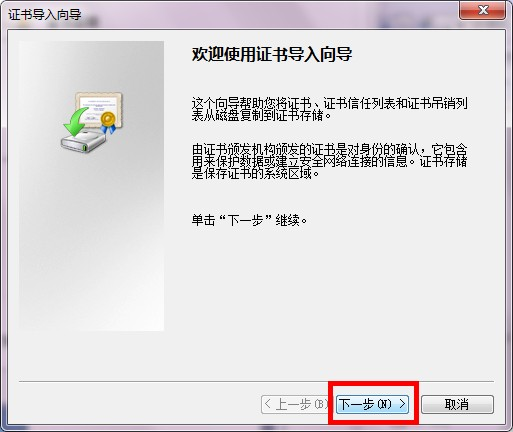 证书导入向导
欢迎使用证书导入向导
这个向导帮助您将证书、证书信任列表和证书吊销列
表从磁盘复制到证书存储。
由证书颁发机构颁发的证书是对身份的确认，它包含
用来保护数据或建立安全网络连接的信息。证书存储
是保存证书的系统区域。
单击“下一步”继续。
< 上一步(B) 下一步(N) > 取消